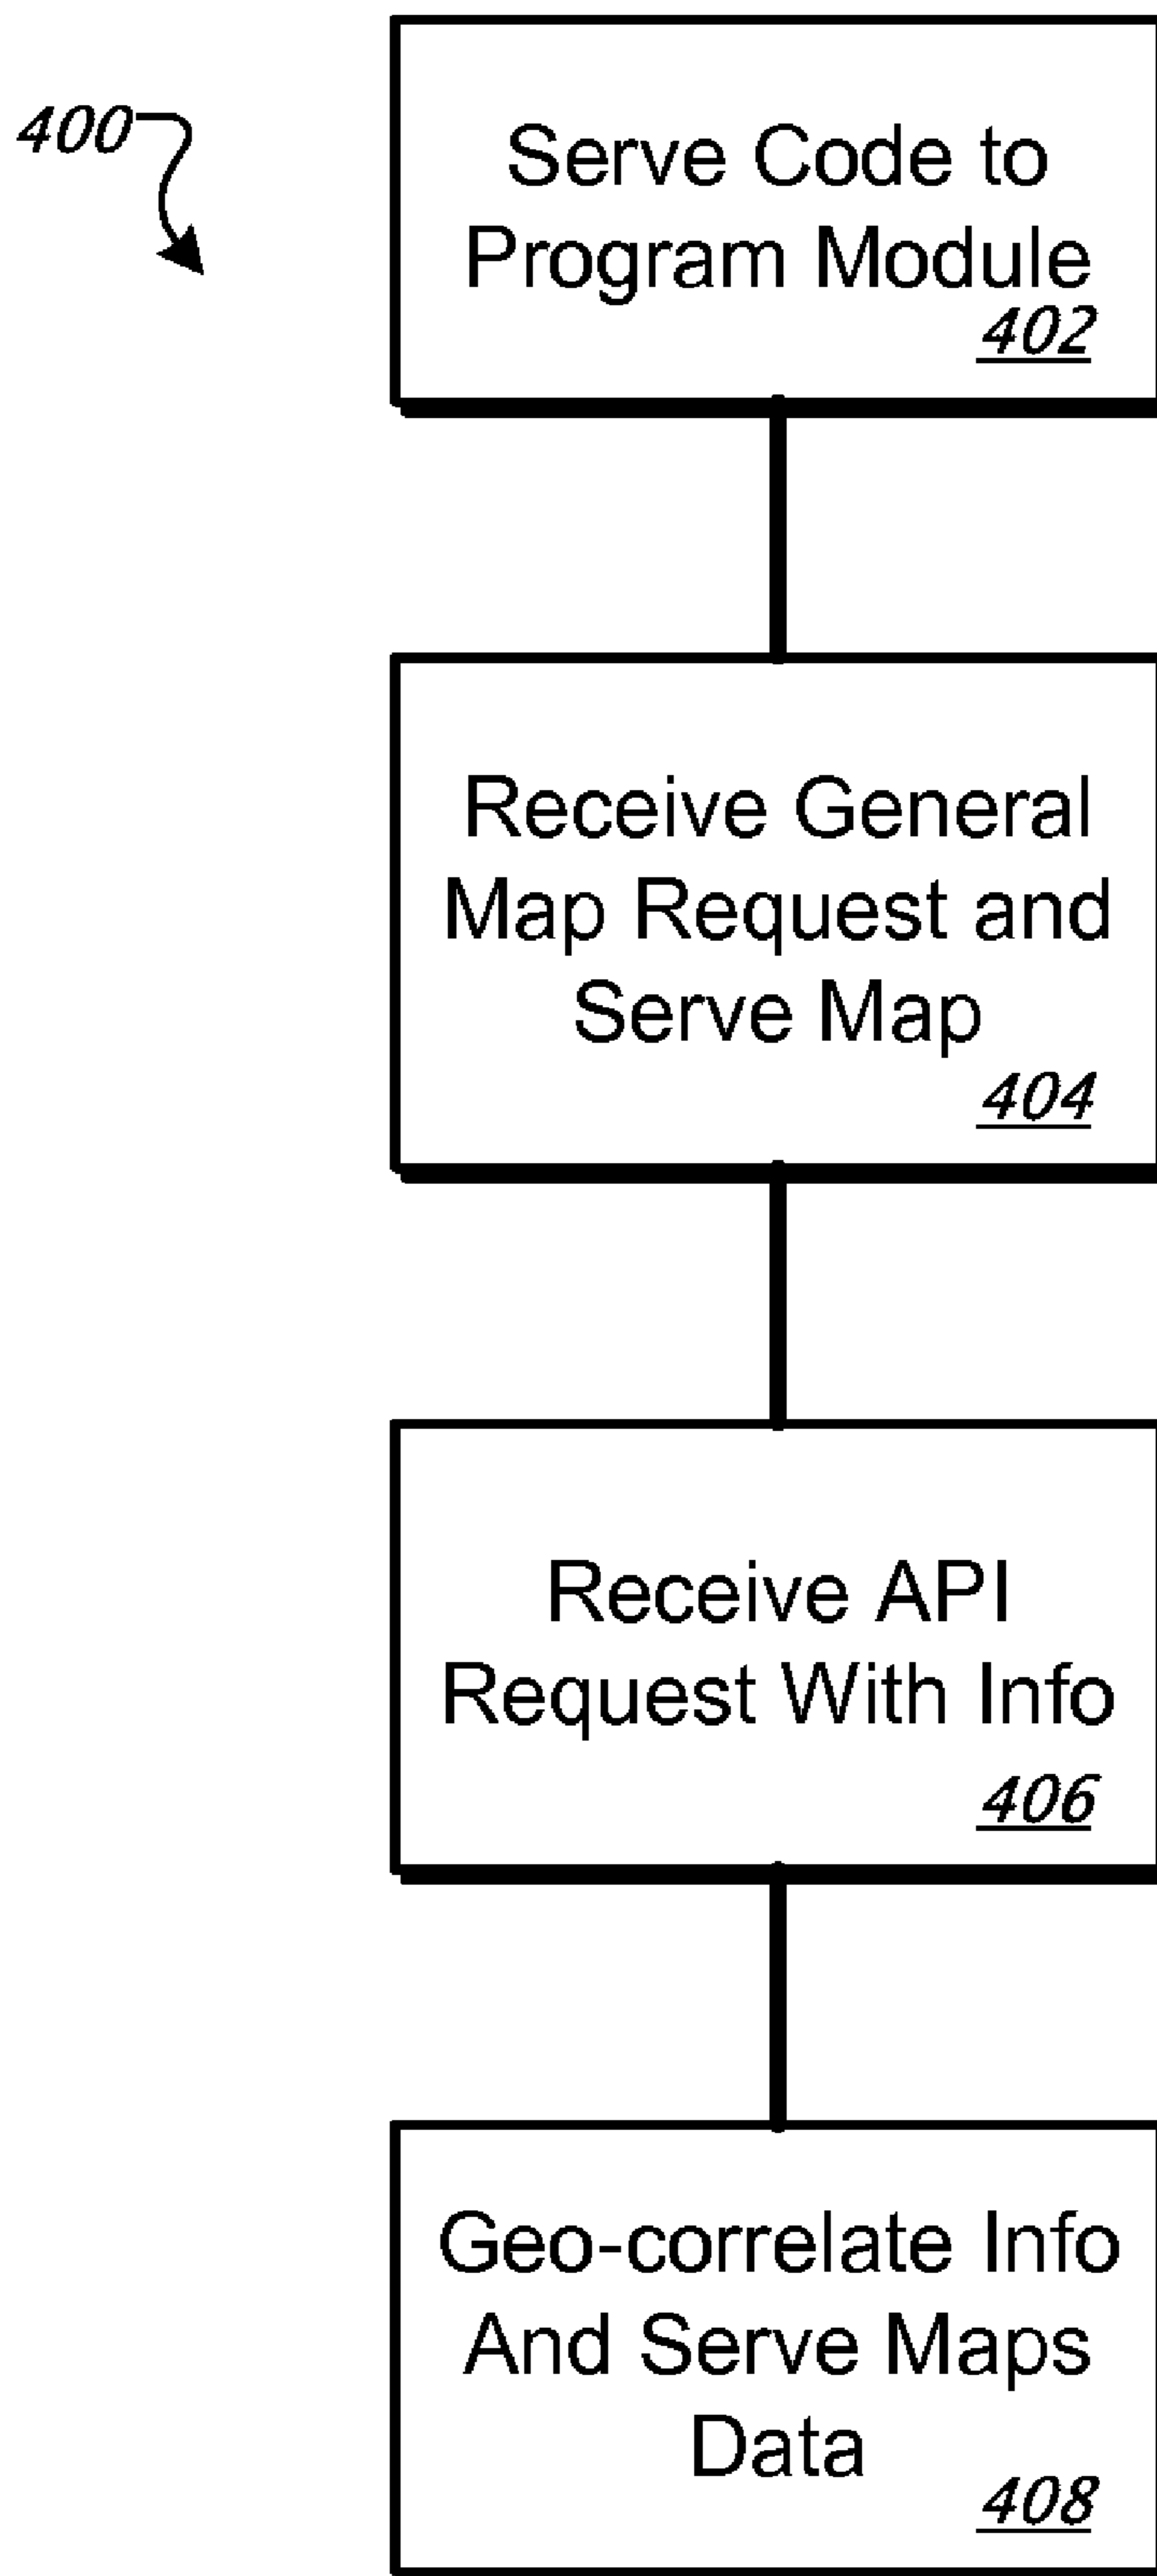 400
Serve Code to
Program Module
402
Receive General
Map Request and
Serve Map
404
Receive API
Request With Info
406
Geo-correlate Info
And Serve Maps
Data
408